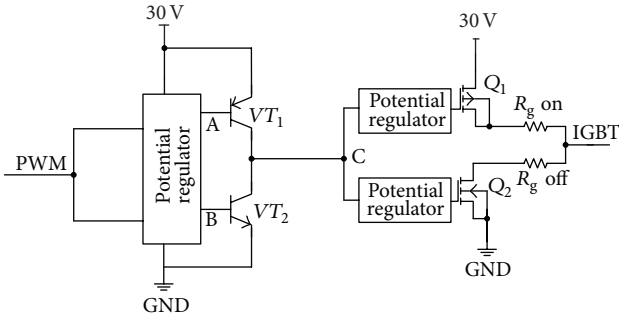 30 V
30 V
Potential
regulator
A
VT1
PWM
B
VT2
GND
C
Potential
regulator
Q1
Rg on
IGBT
Potential
regulator
Q2
Rg off
GND